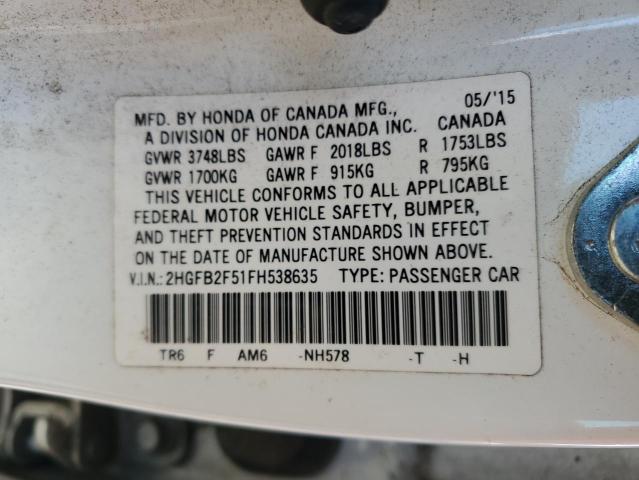 MFD. BY HONDA OF CANADA MFG., 05/'15
A DIVISION OF HONDA CANADA INC. CANADA
GVWR 3748LBS GAWR F 2018LBS R 1753LBS
GVWR 1700KG GAWR F 915KG R 795KG
THIS VEHICLE CONFORMS TO ALL APPLICABLE
FEDERAL MOTOR VEHICLE SAFETY, BUMPER,
AND THEFT PREVENTION STANDARDS IN EFFECT
ON THE DATE OF MANUFACTURE SHOWN ABOVE.
V.I.N.:2HGFB2F51FH538635 TYPE: PASSENGER CAR
TR6 F AM6 -NH578 -T -H